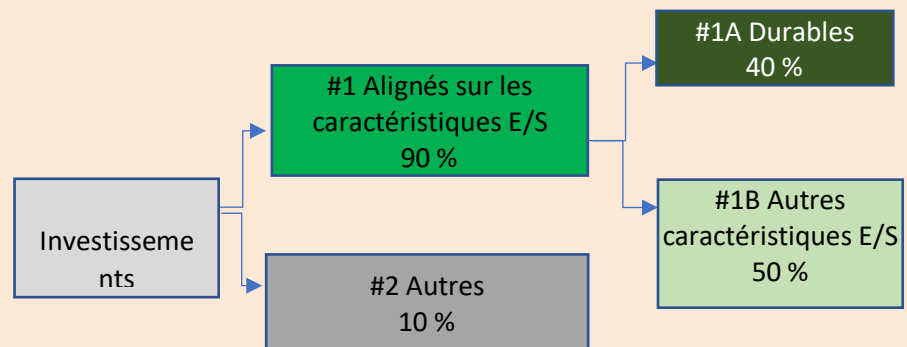 #1A Durables
40 %
#1 Alignés sur les
caractéristiques E/S
90 %
#1B Autres
caractéristiques E/S
50 %
Investisseme
nts
#2 Autres
10 %